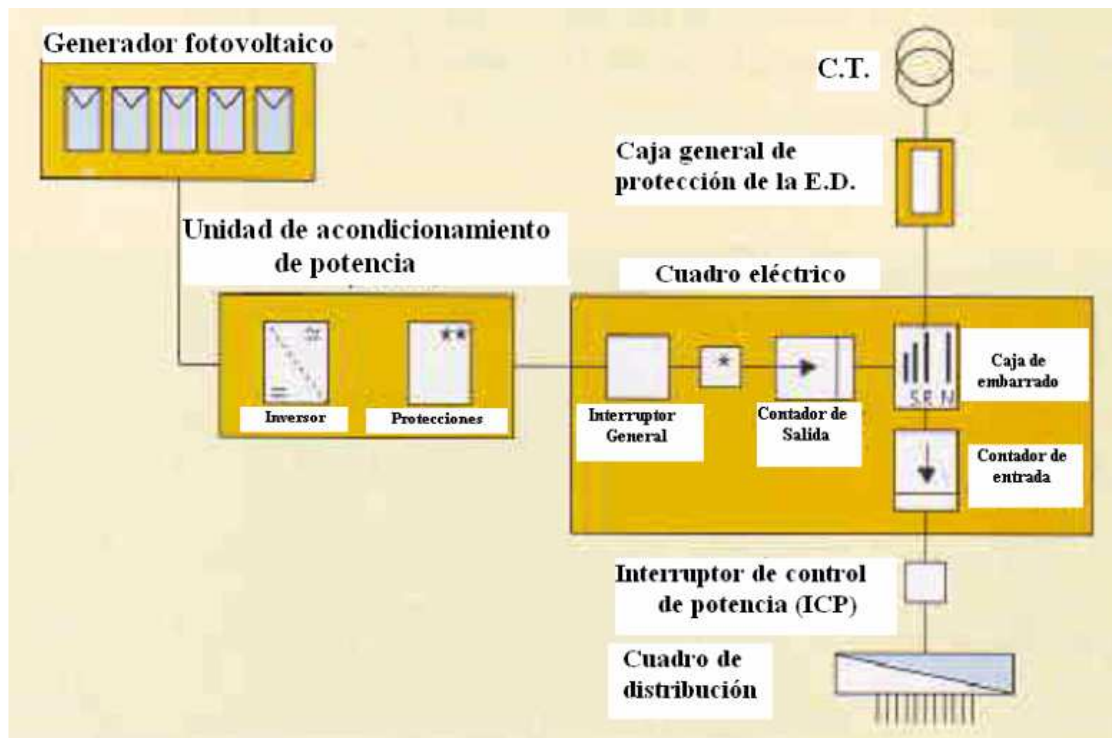 Generador fotovoltaico
C.T.
Caja general de
protección de la E.D.
Unidad de acondicionamiento
de potencia
Cuadro eléctrico
**
*
S.R. N
Caja de
embarrado
Inversor
Protecciones
Interruptor
General
Contador de
Salida
Contador de
entrada
Interruptor de control
de potencia (ICP)
Cuadro de
distribución